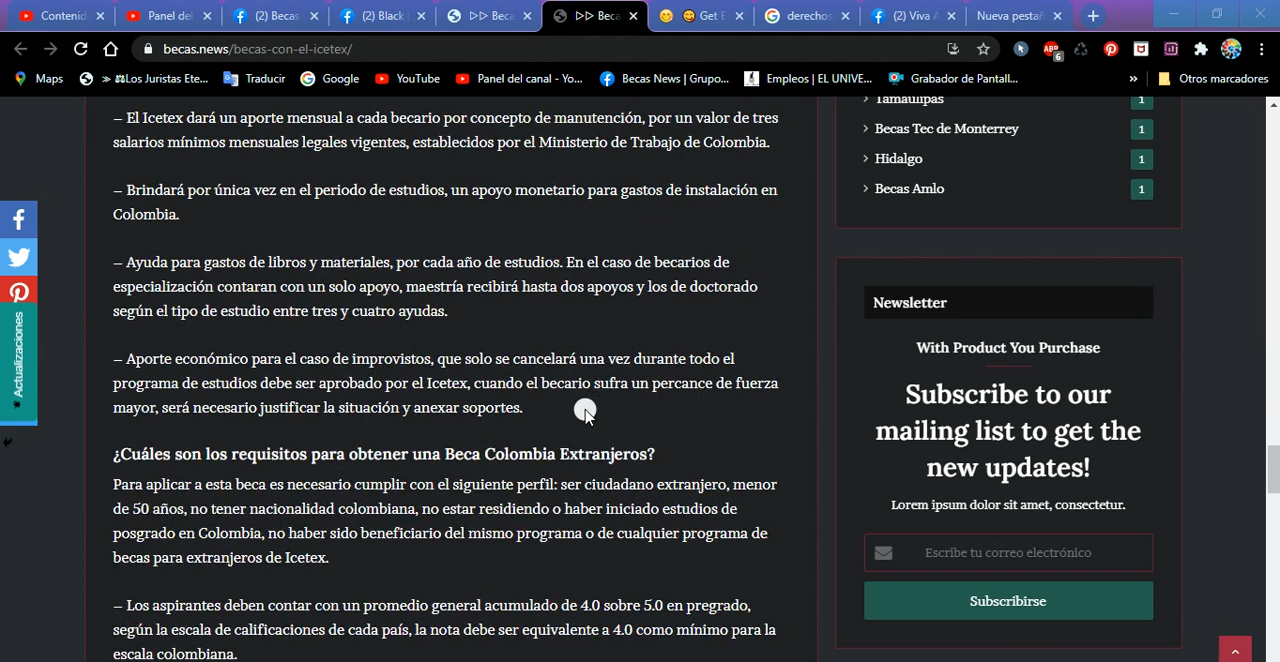 Contenid
Panel del
(2) Becas
(2) Black
▷▷ Beca
▷▷ Beca
Get E
derechos
(2) Viva A
Nueva pestañ
becas.news/becas-con-el-icetex/
6
Maps
» ⚖Los Juristas Ete...
Traducir
Google
YouTube
Panel del canal - Yo...
Becas News | Grupo...
Empleos | EL UNIVE...
Grabador de Pantall...
»
Otros marcadores
– El Icetex dará un aporte mensual a cada becario por concepto de manutención, por un valor de tres
salarios mínimos mensuales legales vigentes, establecidos por el Ministerio de Trabajo de Colombia.
– Brindará por única vez en el periodo de estudios, un apoyo monetario para gastos de instalación en
Colombia.
– Ayuda para gastos de libros y materiales, por cada año de estudios. En el caso de becarios de
especialización contaran con un solo apoyo, maestría recibirá hasta dos apoyos y los de doctorado
según el tipo de estudio entre tres y cuatro ayudas.
– Aporte económico para el caso de improvistos, que solo se cancelará una vez durante todo el
programa de estudios debe ser aprobado por el Icetex, cuando el becario sufra un percance de fuerza
mayor, será necesario justificar la situación y anexar soportes.
¿Cuáles son los requisitos para obtener una Beca Colombia Extranjeros?
Para aplicar a esta beca es necesario cumplir con el siguiente perfil: ser ciudadano extranjero, menor
de 50 años, no tener nacionalidad colombiana, no estar residiendo o haber iniciado estudios de
posgrado en Colombia, no haber sido beneficiario del mismo programa o de cualquier programa de
becas para extranjeros de Icetex.
– Los aspirantes deben contar con un promedio general acumulado de 4.0 sobre 5.0 en pregrado,
según la escala de calificaciones de cada país, la nota debe ser equivalente a 4.0 como mínimo para la
escala colombiana.
Actualizaciones
Tamaulipas 1
Becas Tec de Monterrey 1
Hidalgo 1
Becas Amlo 1
Newsletter
With Product You Purchase
Subscribe to our
mailing list to get the
new updates!
Lorem ipsum dolor sit amet, consectetur.
Escribe tu correo electrónico
Subscribirse